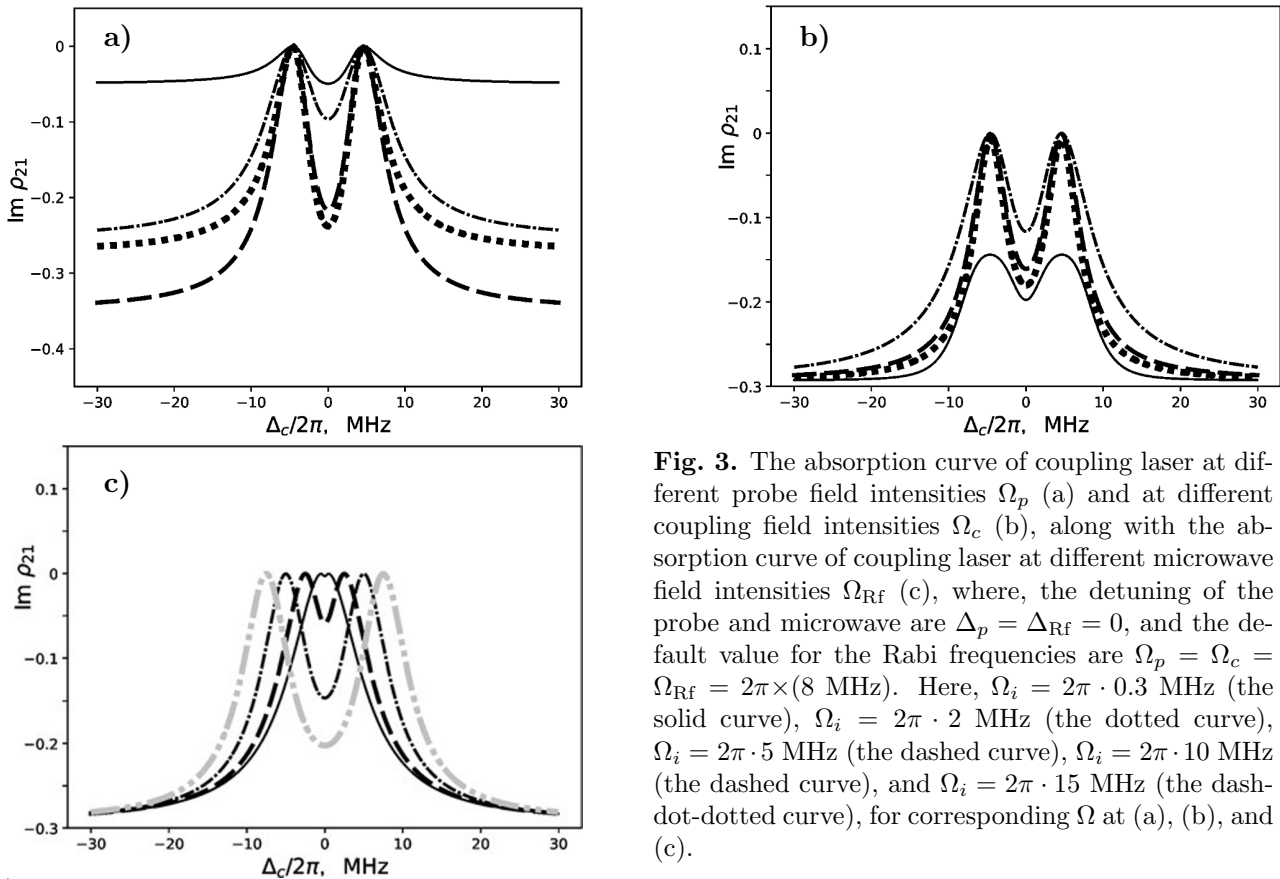 a)
0
−0.1
−0.2
−0.3
−0.4
Im ρ21
−30 −20 −10 0 10 20 30
Δc/2π, MHz
b)
0.1
0
−0.1
−0.2
−0.3
Im ρ21
−30 −20 −10 0 10 20 30
Δc/2π, MHz
c)
0.1
0
−0.1
−0.2
−0.3
Im ρ21
−30 −20 −10 0 10 20 30
Δc/2π, MHz
Fig. 3. The absorption curve of coupling laser at dif-
ferent probe field intensities Ωp (a) and at different
coupling field intensities Ωc (b), along with the ab-
sorption curve of coupling laser at different microwave
field intensities ΩRf (c), where, the detuning of the
probe and microwave are Δp = ΔRf = 0, and the de-
fault value for the Rabi frequencies are Ωp = Ωc =
ΩRf = 2π×(8 MHz). Here, Ωi = 2π · 0.3 MHz (the
solid curve), Ωi = 2π · 2 MHz (the dotted curve),
Ωi = 2π · 5 MHz (the dashed curve), Ωi = 2π · 10 MHz
(the dashed curve), and Ωi = 2π · 15 MHz (the dash-
dot-dotted curve), for corresponding Ω at (a), (b), and
(c).